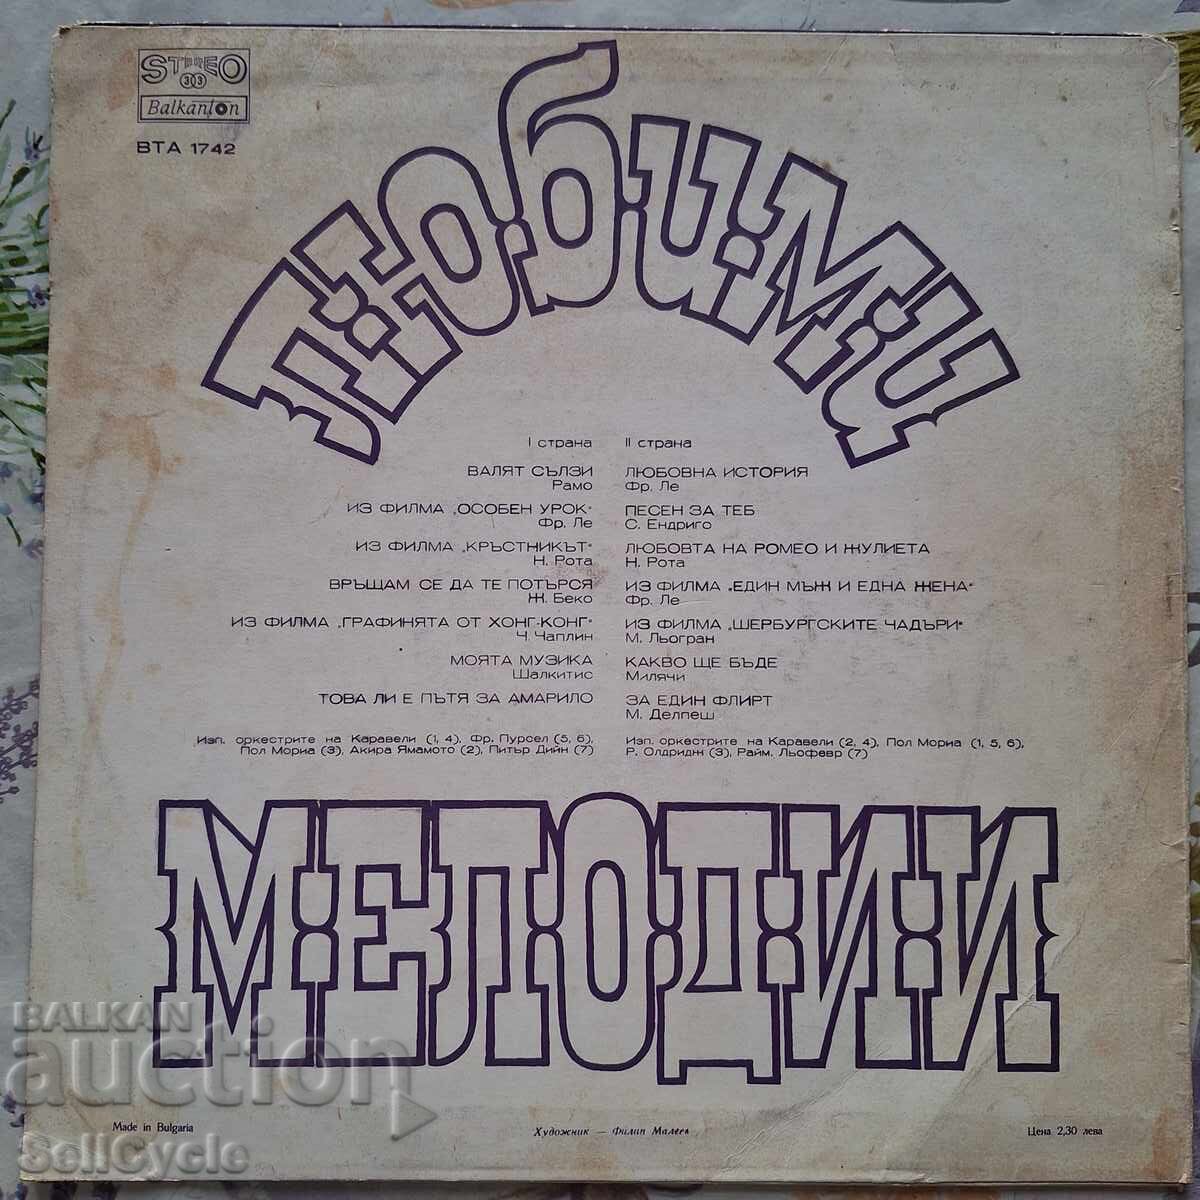 STEREO
33
Balkanton
BTA 1742
ЛЮБИМИ
I страна
ВАЛЯТ СЪЛЗИ
Рамо
ИЗ ФИЛМА „ОСОБЕН УРОК“
Фр. Ле
ИЗ ФИЛМА „КРЪСТНИКЪТ“
Н. Рота
ВРЪЩАМ СЕ ДА ТЕ ПОТЪРСЯ
Ж. Беко
ИЗ ФИЛМА „ГРАФИНЯТА ОТ ХОНГ-КОНГ“
Ч. Чаплин
МОЯТА МУЗИКА
Шалкитис
ТОВА ЛИ Е ПЪТЯ ЗА АМАРИЛО
Изп. оркестрите на Каравели (1, 4), Фр. Пурсел (5, 6),
Пол Мориа (3), Акира Ямамото (2), Питър Дийн (7)
II страна
ЛЮБОВНА ИСТОРИЯ
Фр. Ле
ПЕСЕН ЗА ТЕБ
С. Ендриго
ЛЮБОВТА НА РОМЕО И ЖУЛИЕТА
Н. Рота
ИЗ ФИЛМА „ЕДИН МЪЖ И ЕДНА ЖЕНА“
Фр. Ле
ИЗ ФИЛМА „ШЕРБУРГСКИТЕ ЧАДЪРИ“
М. Льогран
КАКВО ЩЕ БЪДЕ
Милячи
ЗА ЕДИН ФЛИРТ
М. Делпеш
Изп. оркестрите на Каравели (2, 4), Пол Мориа (1, 5, 6),
Р. Олдридж (3), Райм. Льофевр (7)
МЕЛОДИИ
BALKAN
auction
Made in Bulgaria
Художник — Филип Малеев
Цена 2,30 лева
SellCycle